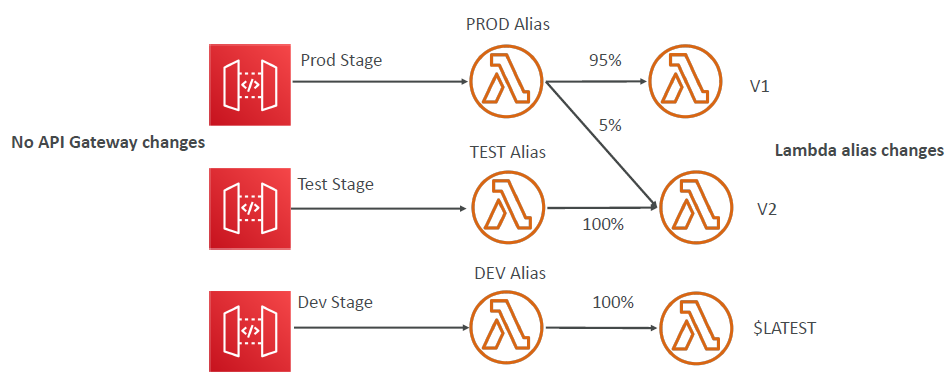 PROD Alias
Prod Stage
95%
V1
5%
No API Gateway changes
TEST Alias
Lambda alias changes
Test Stage
100%
V2
DEV Alias
Dev Stage
100%
$LATEST